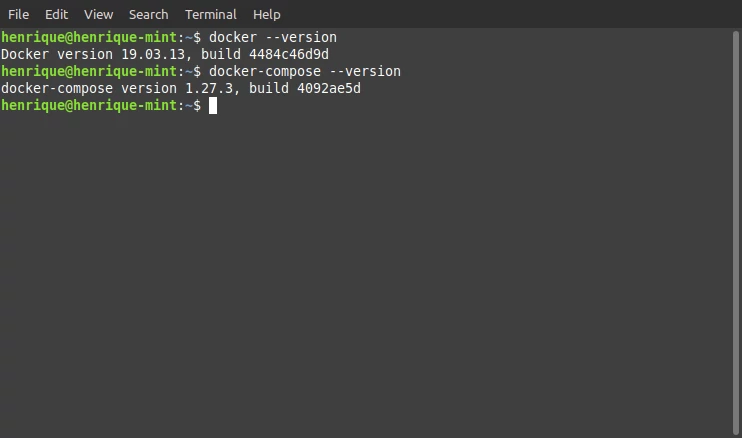 File Edit View Search Terminal Help
henrique@henrique-mint:~$ docker --version
Docker version 19.03.13, build 4484c46d9d
henrique@henrique-mint:~$ docker-compose --version
docker-compose version 1.27.3, build 4092ae5d
henrique@henrique-mint:~$